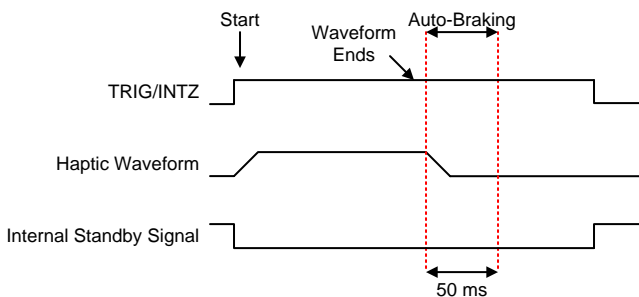 Start
Auto-Braking
Waveform
Ends
TRIG/INTZ
Haptic Waveform
Internal Standby Signal
50 ms